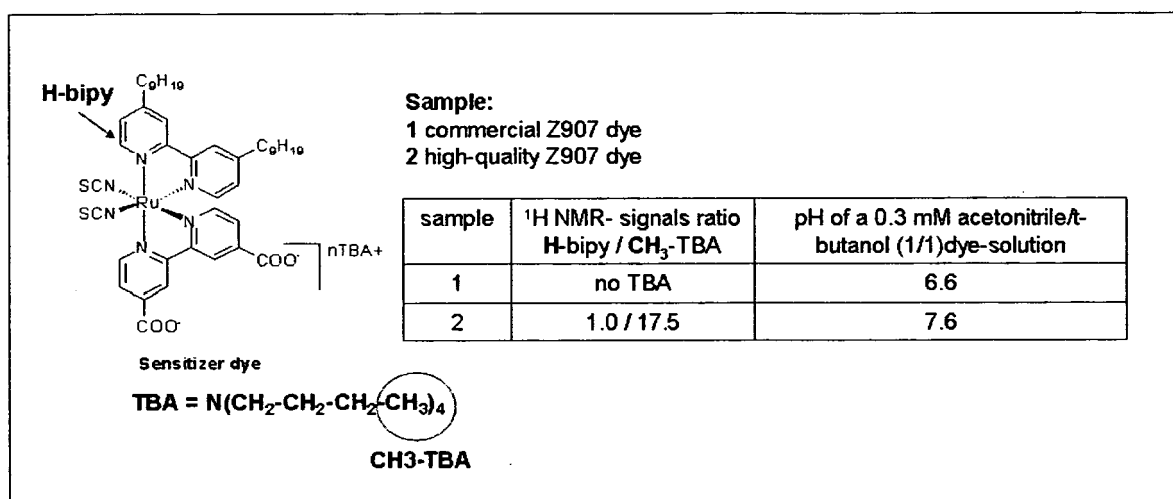 C₉H₁₉
H-bipy
C₉H₁₉
N
N
SCN
SCN
Ru
N
N
COO⁻
nTBA+
COO⁻
Sensitizer dye
TBA = N(CH₂-CH₂-CH₂-CH₃)₄
CH3-TBA
Sample:
1 commercial Z907 dye
2 high-quality Z907 dye
sample
¹H NMR- signals ratio
H-bipy / CH₃-TBA
pH of a 0.3 mM acetonitrile/t-
butanol (1/1)dye-solution
1
no TBA
6.6
2
1.0 / 17.5
7.6